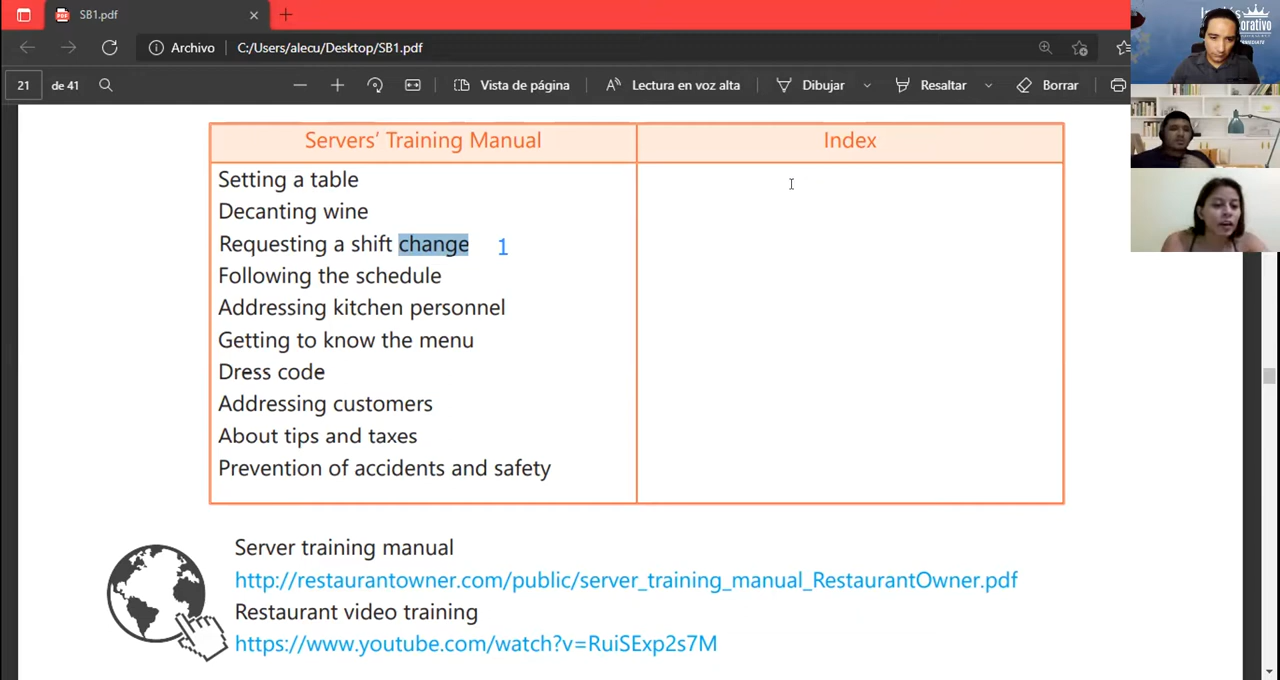 SB1.pdf
Archivo C:/Users/alecu/Desktop/SB1.pdf
21 de 41 Vista de página Lectura en voz alta Dibujar Resaltar Borrar
Servers' Training Manual Index
Setting a table
Decanting wine
Requesting a shift change 1
Following the schedule
Addressing kitchen personnel
Getting to know the menu
Dress code
Addressing customers
About tips and taxes
Prevention of accidents and safety
Server training manual
http://restaurantowner.com/public/server_training_manual_RestaurantOwner.pdf
Restaurant video training
https://www.youtube.com/watch?v=RuiSExp2s7M